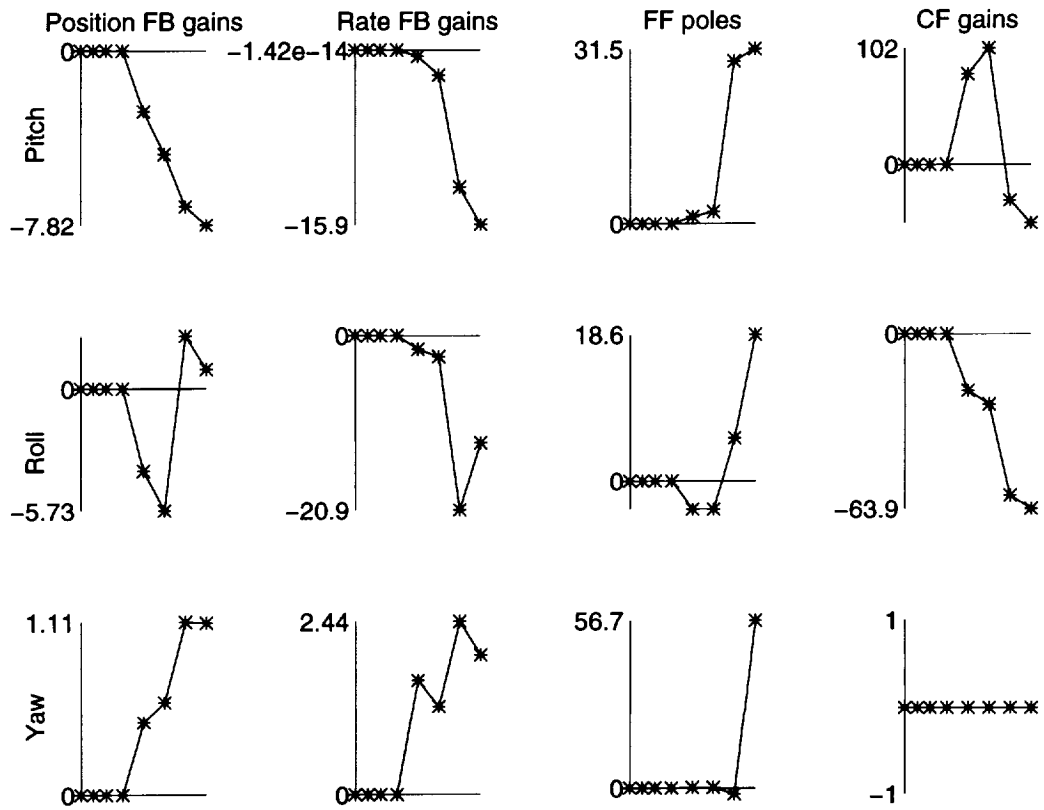 Position FB gains
Rate FB gains
FF poles
CF gains
Pitch
0
−7.82
−1.42e−14
−15.9
31.5
0
102
0
Roll
0
−5.73
0
−20.9
18.6
0
0
−63.9
Yaw
1.11
0
2.44
0
56.7
0
1
−1